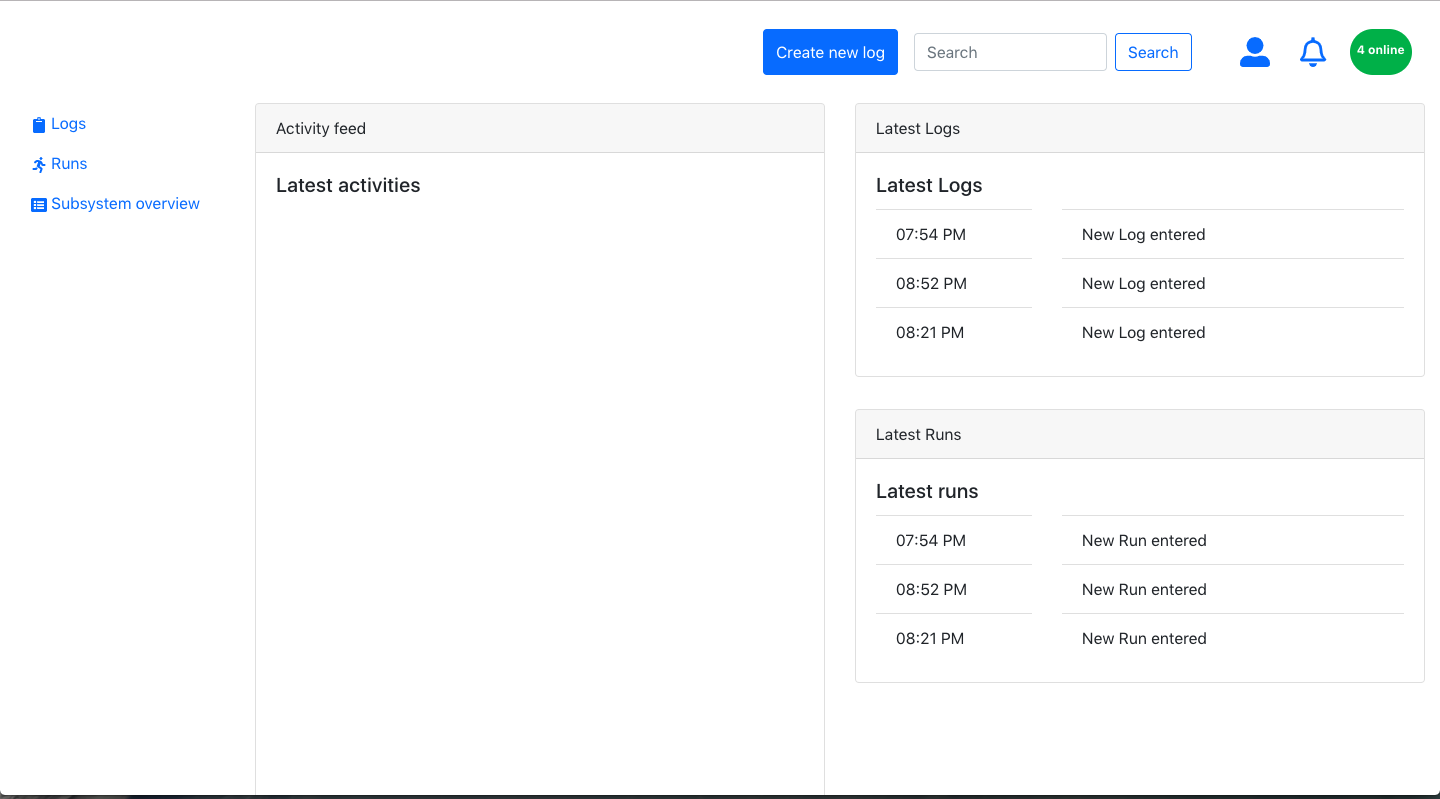 Create new log Search Search 4 online
Logs
Runs
Subsystem overview
Activity feed
Latest activities
Latest Logs
Latest Logs
07:54 PM New Log entered
08:52 PM New Log entered
08:21 PM New Log entered
Latest Runs
Latest runs
07:54 PM New Run entered
08:52 PM New Run entered
08:21 PM New Run entered